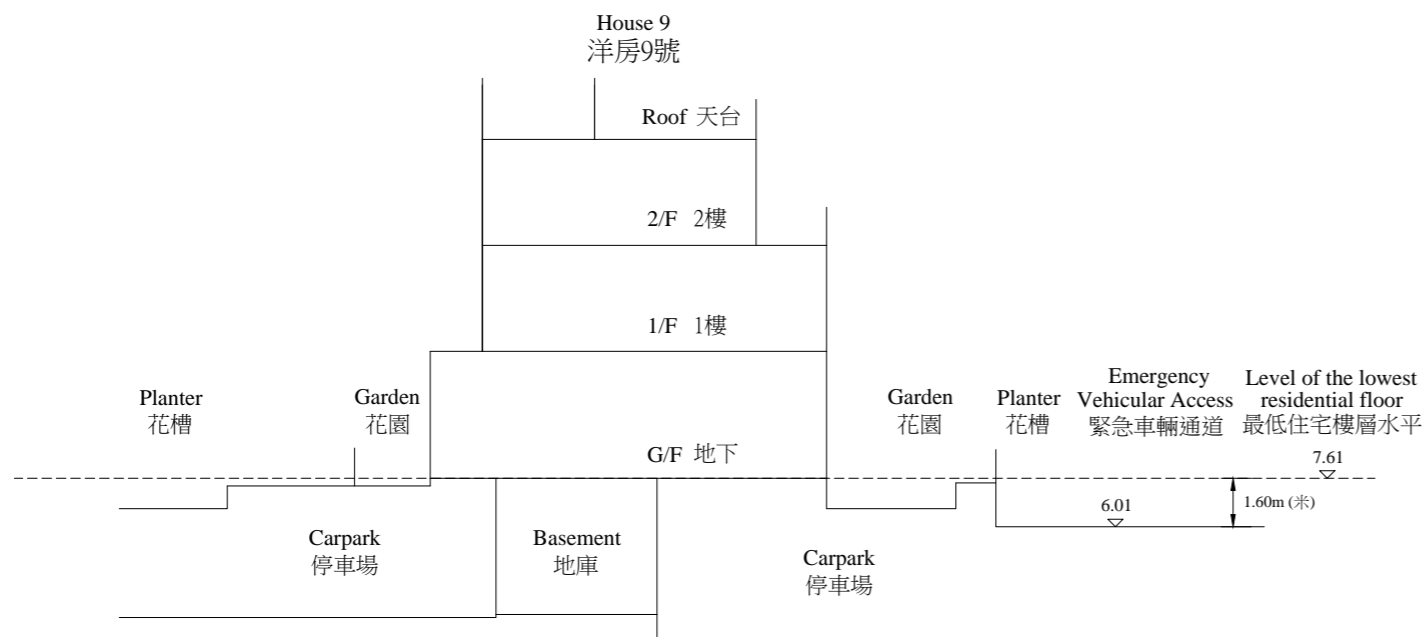 House 9
洋房9號
Roof 天台
2/F 2樓
1/F 1樓
Planter
花槽
Garden
花園
G/F 地下
Garden
花園
Planter
花槽
Emergency
Vehicular Access
緊急車輛通道
Level of the lowest
residential floor
最低住宅樓層水平
7.61
6.01
1.60m (米)
Carpark
停車場
Basement
地庫
Carpark
停車場